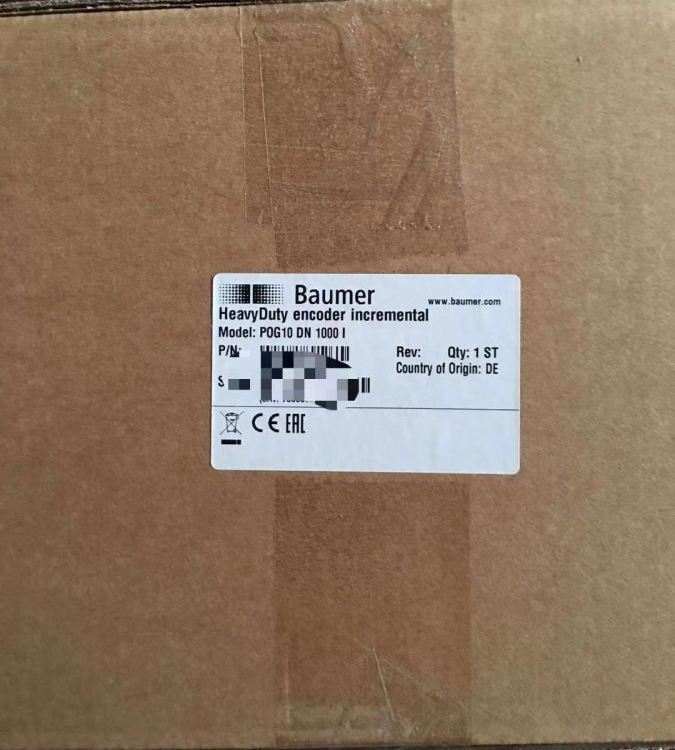 Baumer
www.baumer.com
HeavyDuty encoder incremental
Model: POG10 DN 1000 I
P/N:
Rev: Qty: 1 ST
Country of Origin: DE
S
CE EAC